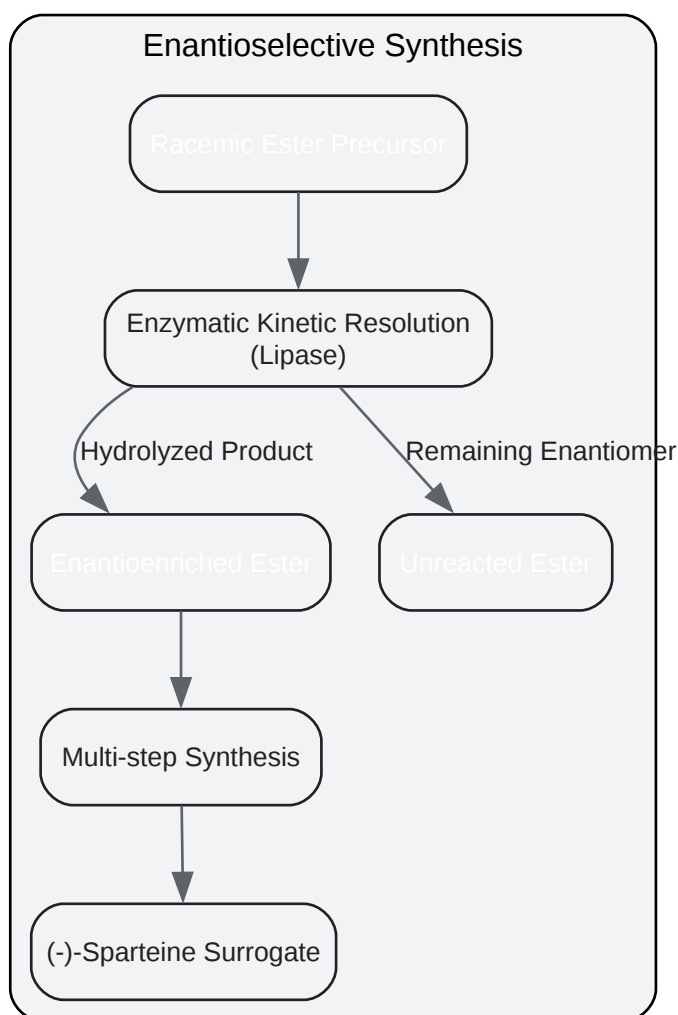 Enantioselective Synthesis
Racemic Ester Precursor
Enzymatic Kinetic Resolution
(Lipase)
Hydrolyzed Product
Remaining Enantiomer
Enantioenriched Ester
Unreacted Ester
Multi-step Synthesis
(-)-Sparteine Surrogate